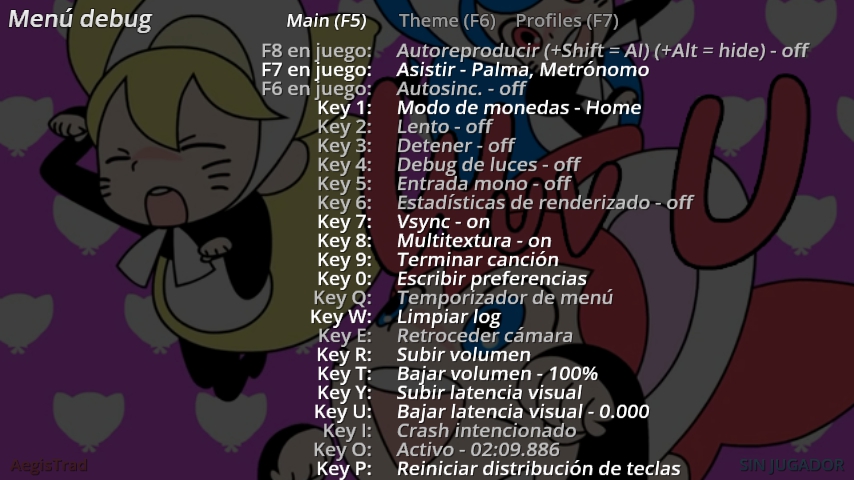 Menú debug Main (F5) Theme (F6) Profiles (F7)
F8 en juego: Autoreproducir (+Shift = AI) (+Alt = hide) - off
F7 en juego: Asistir - Palma, Metrónomo
F6 en juego: Autosinc. - off
Key 1: Modo de monedas - Home
Key 2: Lento - off
Key 3: Detener - off
Key 4: Debug de luces - off
Key 5: Entrada mono - off
Key 6: Estadísticas de renderizado - off
Key 7: Vsync - on
Key 8: Multitextura - on
Key 9: Terminar canción
Key 0: Escribir preferencias
Key Q: Temporizador de menú
Key W: Limpiar log
Key E: Retroceder cámara
Key R: Subir volumen
Key T: Bajar volumen - 100%
Key Y: Subir latencia visual
Key U: Bajar latencia visual - 0.000
Key I: Crash intencionado
Key O: Activo - 02:09.886
Key P: Reiniciar distribución de teclas
AegisTrad SIN JUGADOR